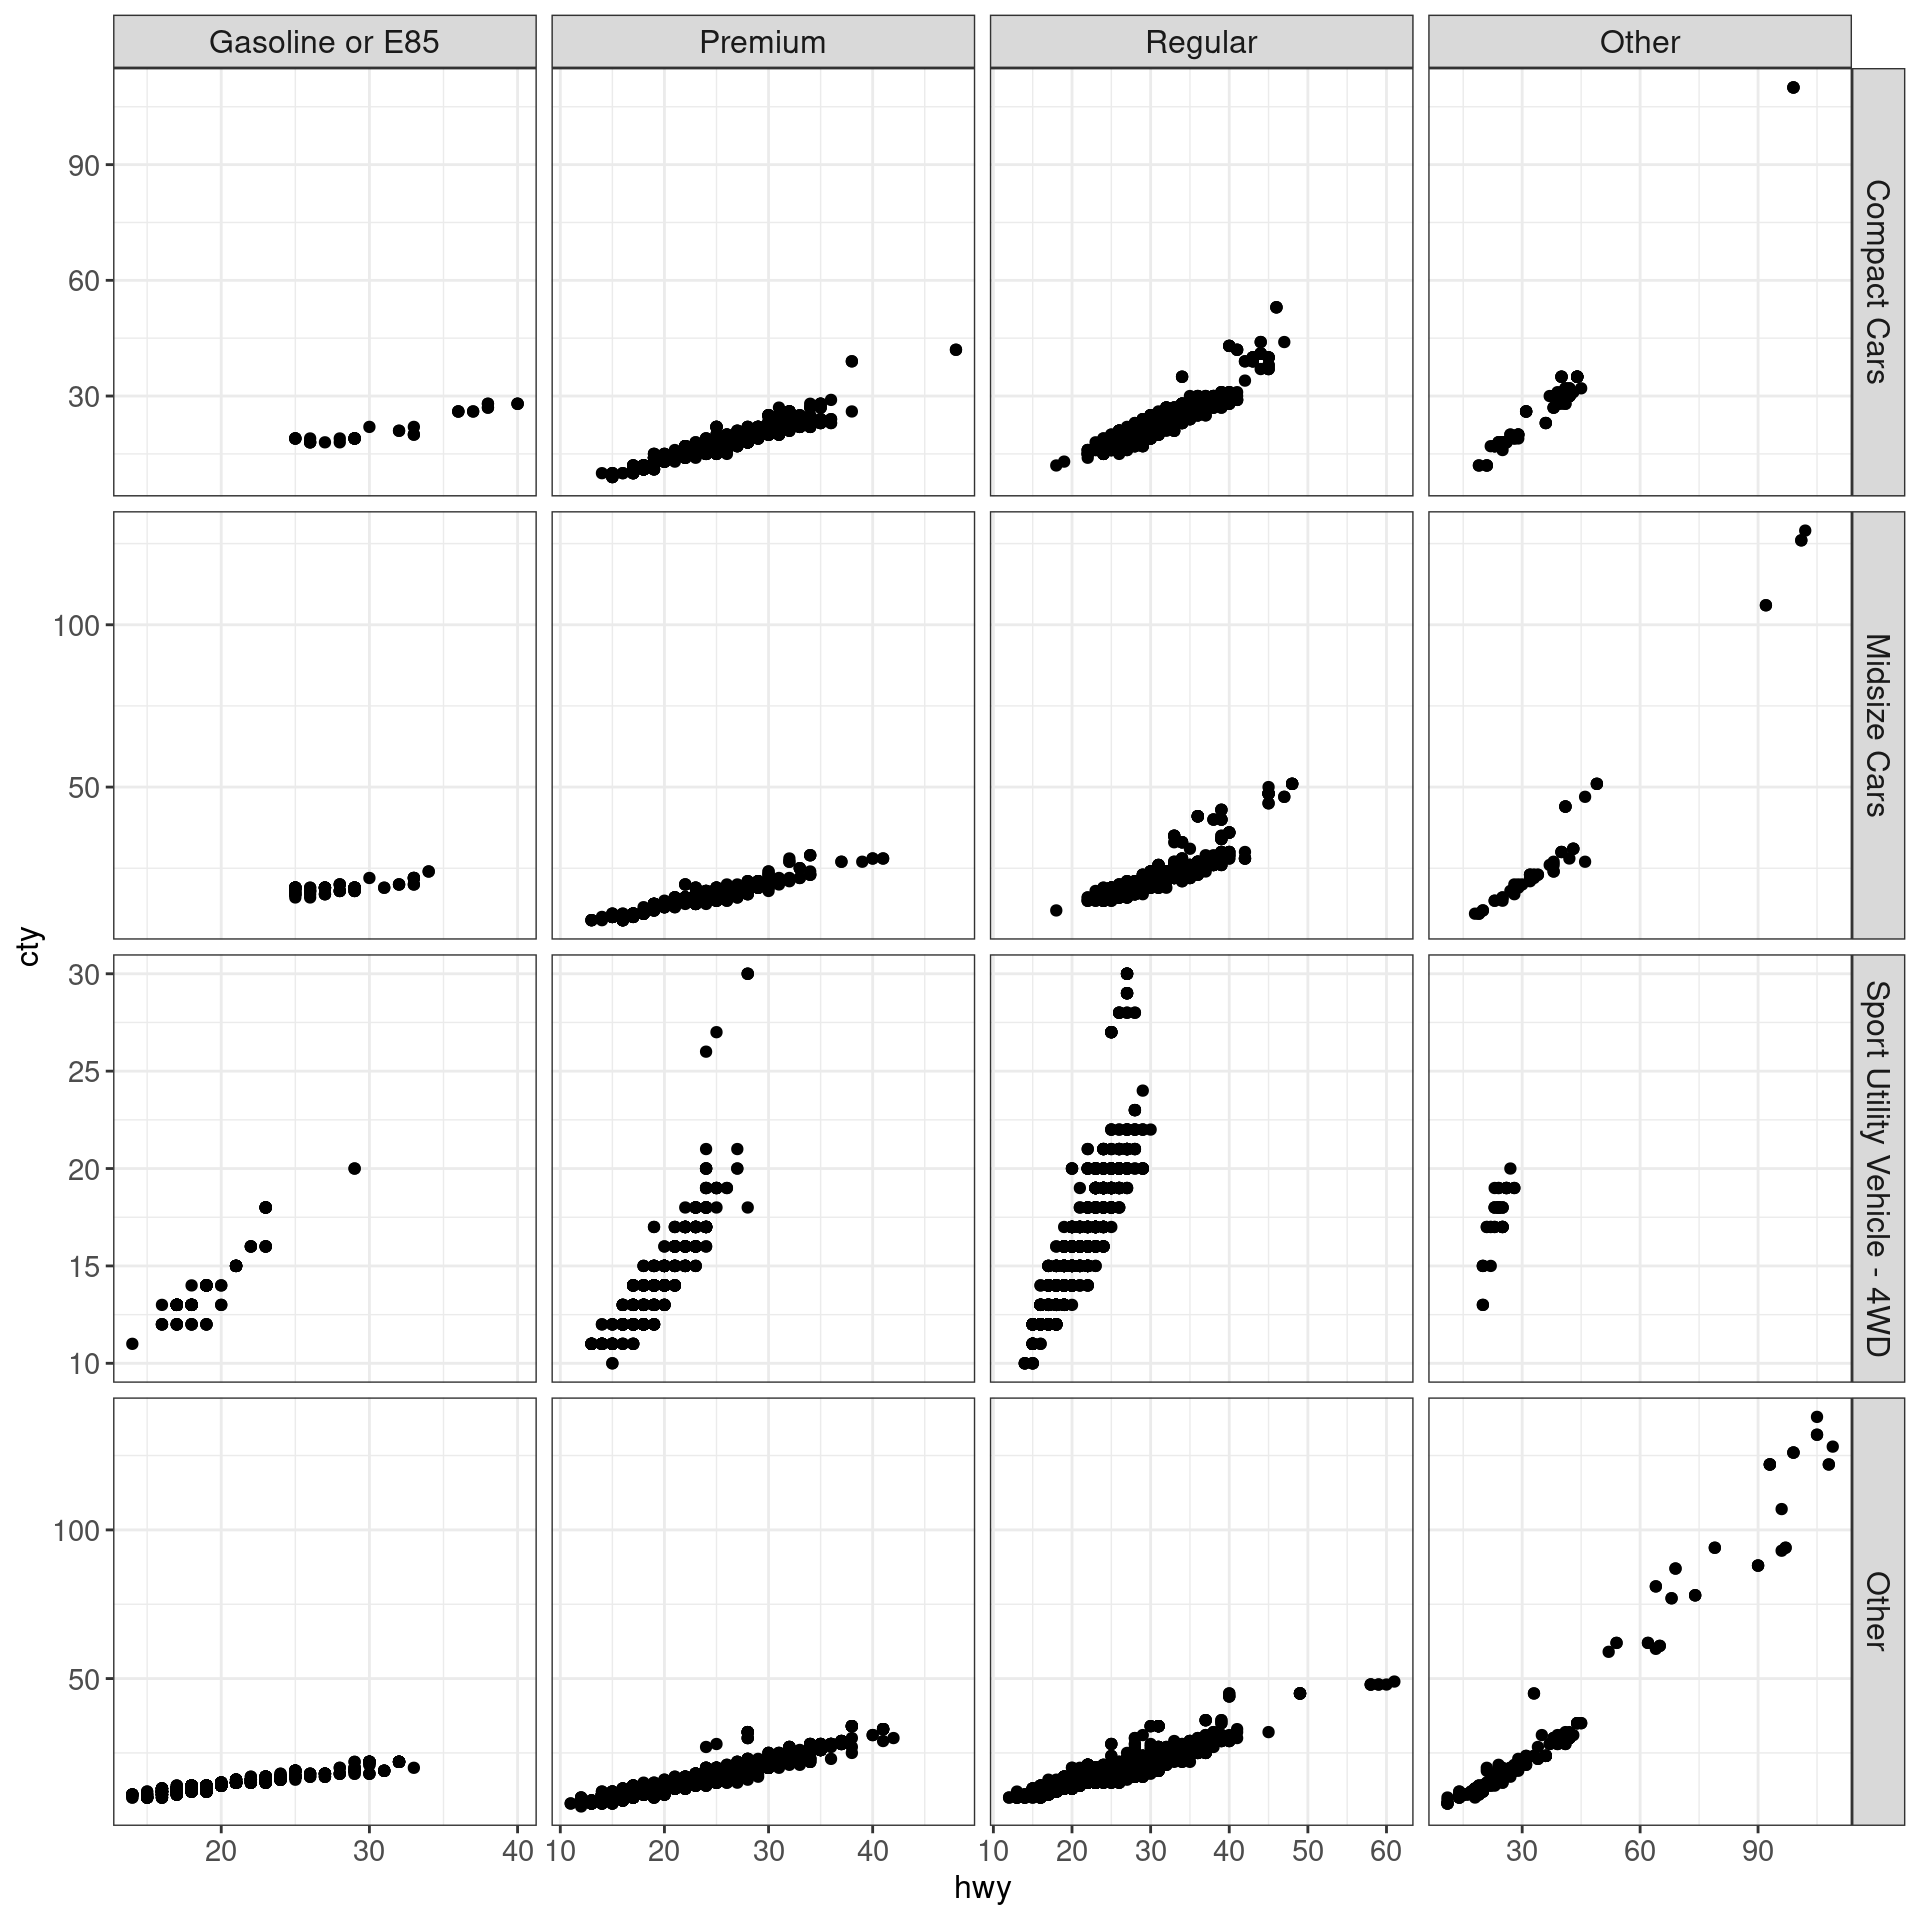 Gasoline or E85 Premium Regular Other
90
60
30
Compact Cars
100
50
Midsize Cars
cty
30
25
20
15
10
Sport Utility Vehicle - 4WD
100
50
Other
20 30 40 10 20 30 40 10 20 30 40 50 60 30 60 90
hwy